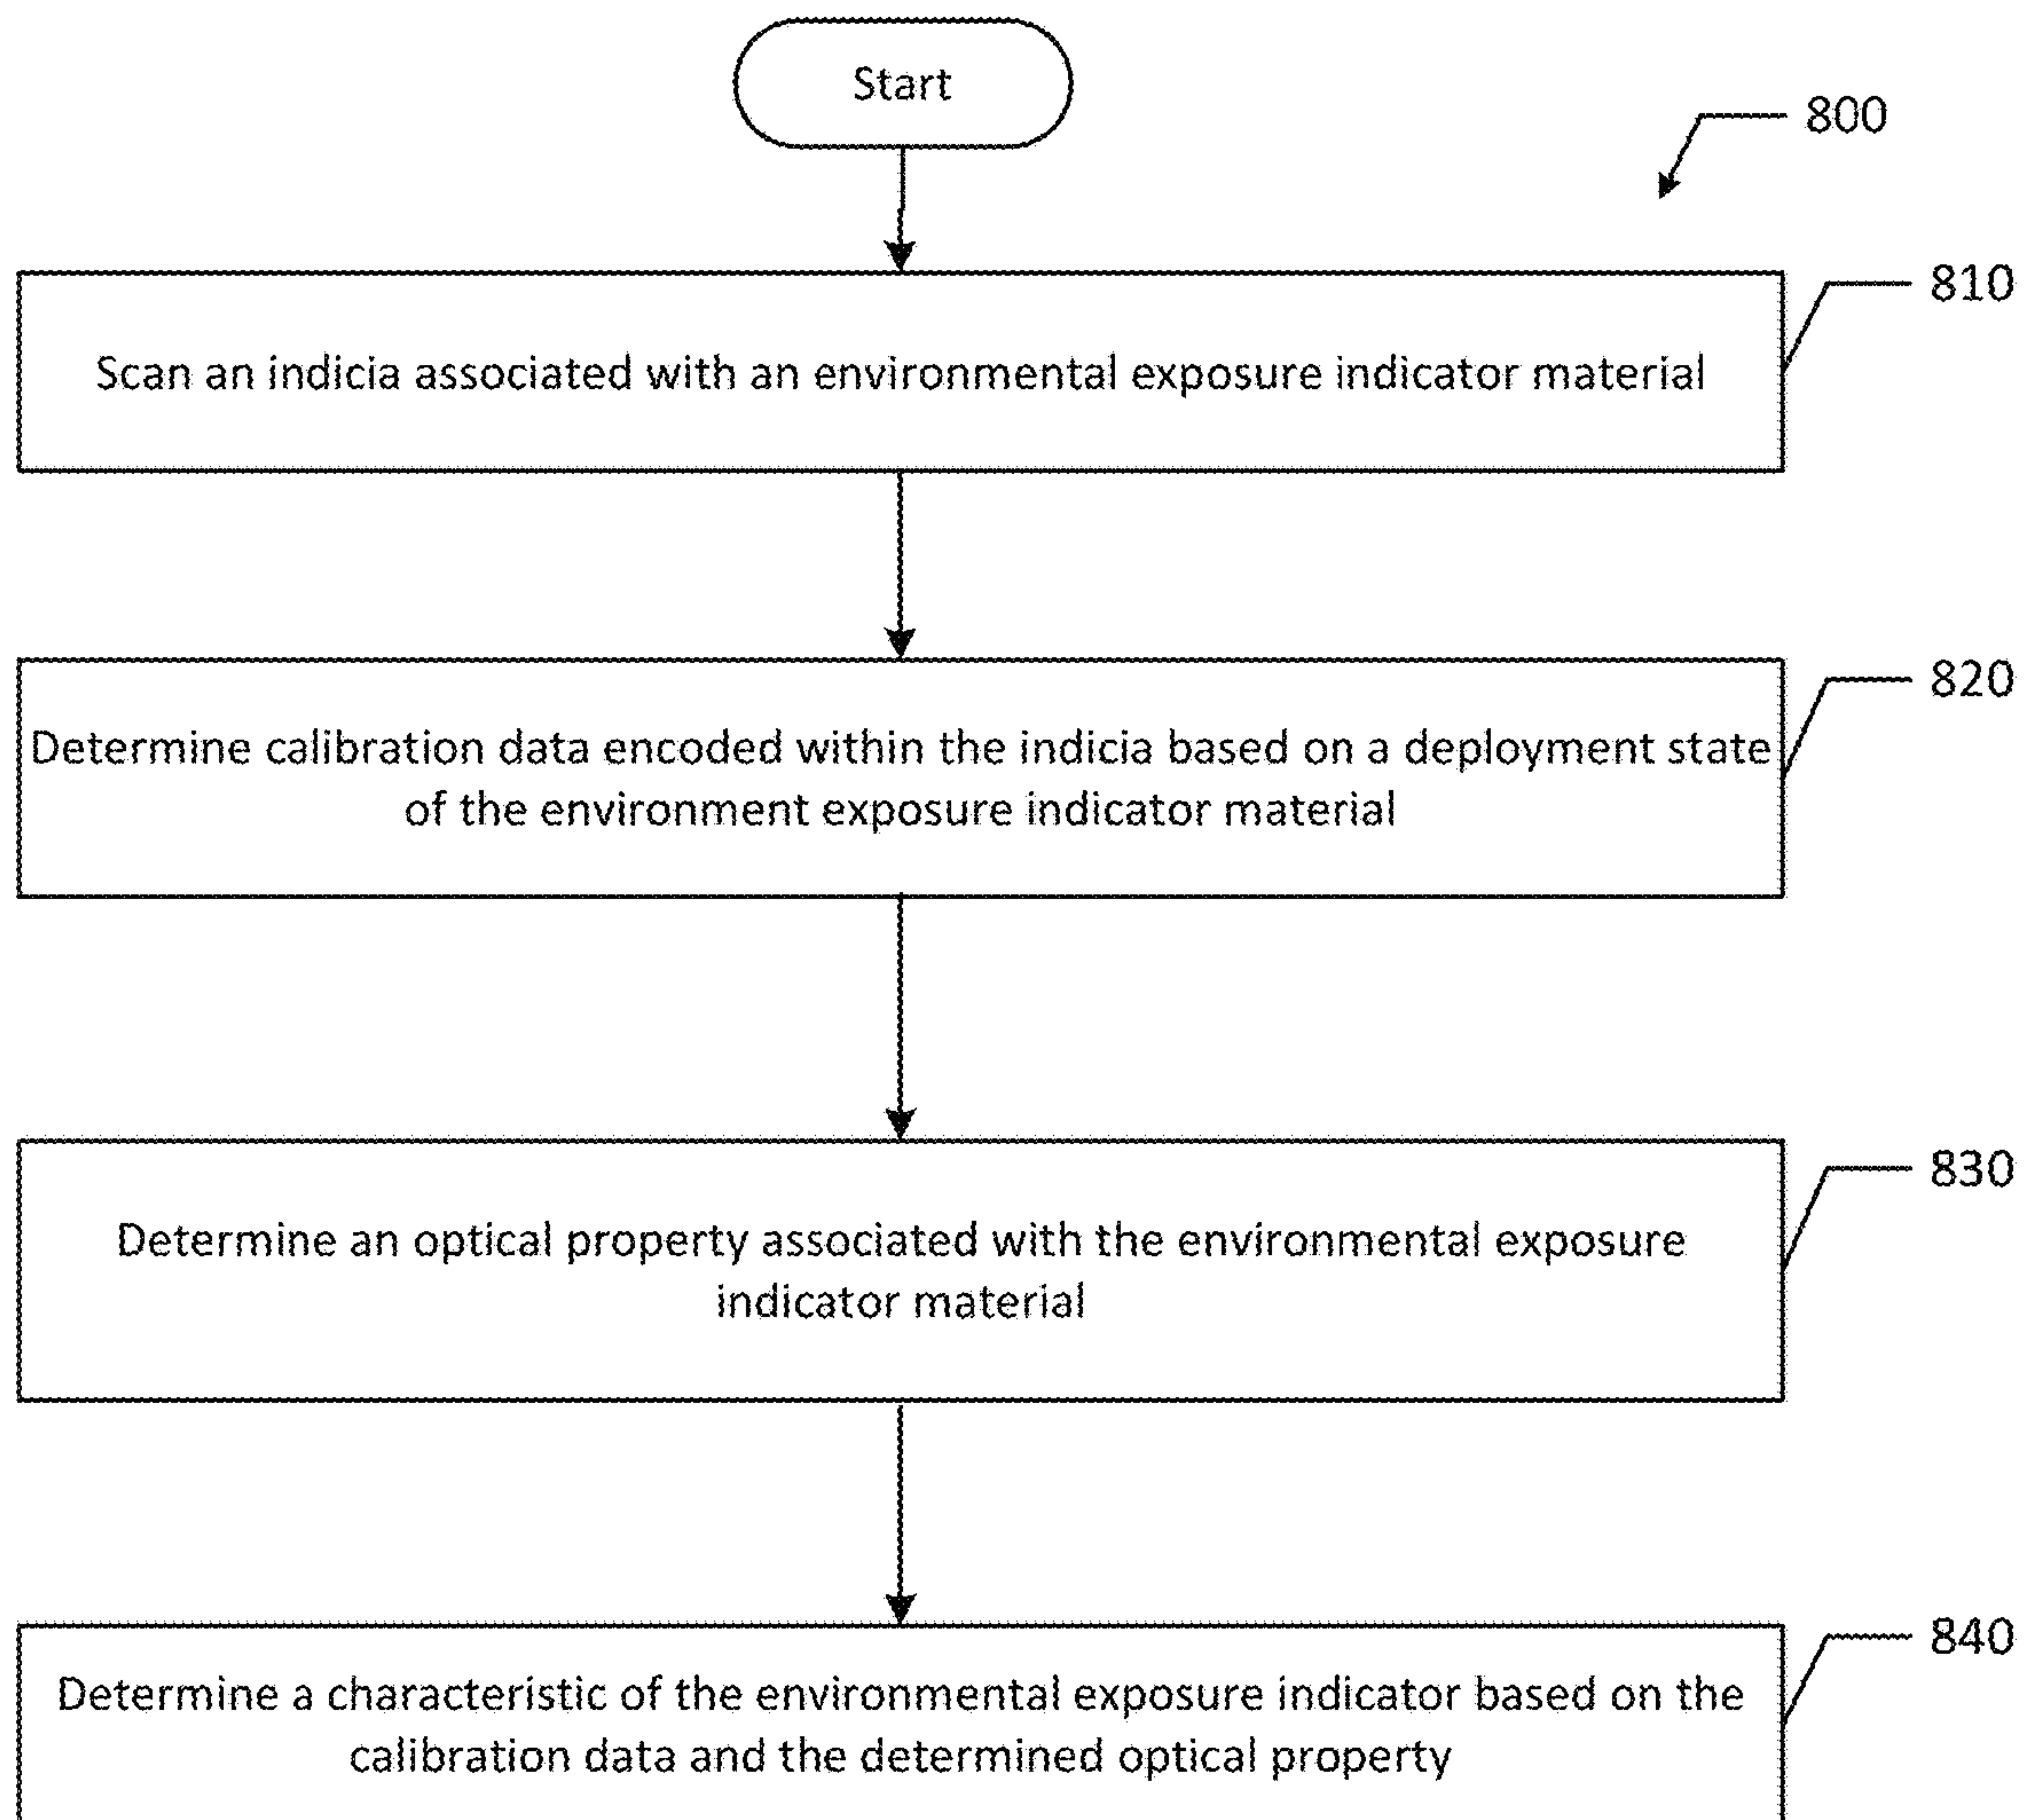 Start
800
810
Scan an indicia associated with an environmental exposure indicator material
820
Determine calibration data encoded within the indicia based on a deployment state
of the environment exposure indicator material
830
Determine an optical property associated with the environmental exposure
indicator material
840
Determine a characteristic of the environmental exposure indicator based on the
calibration data and the determined optical property